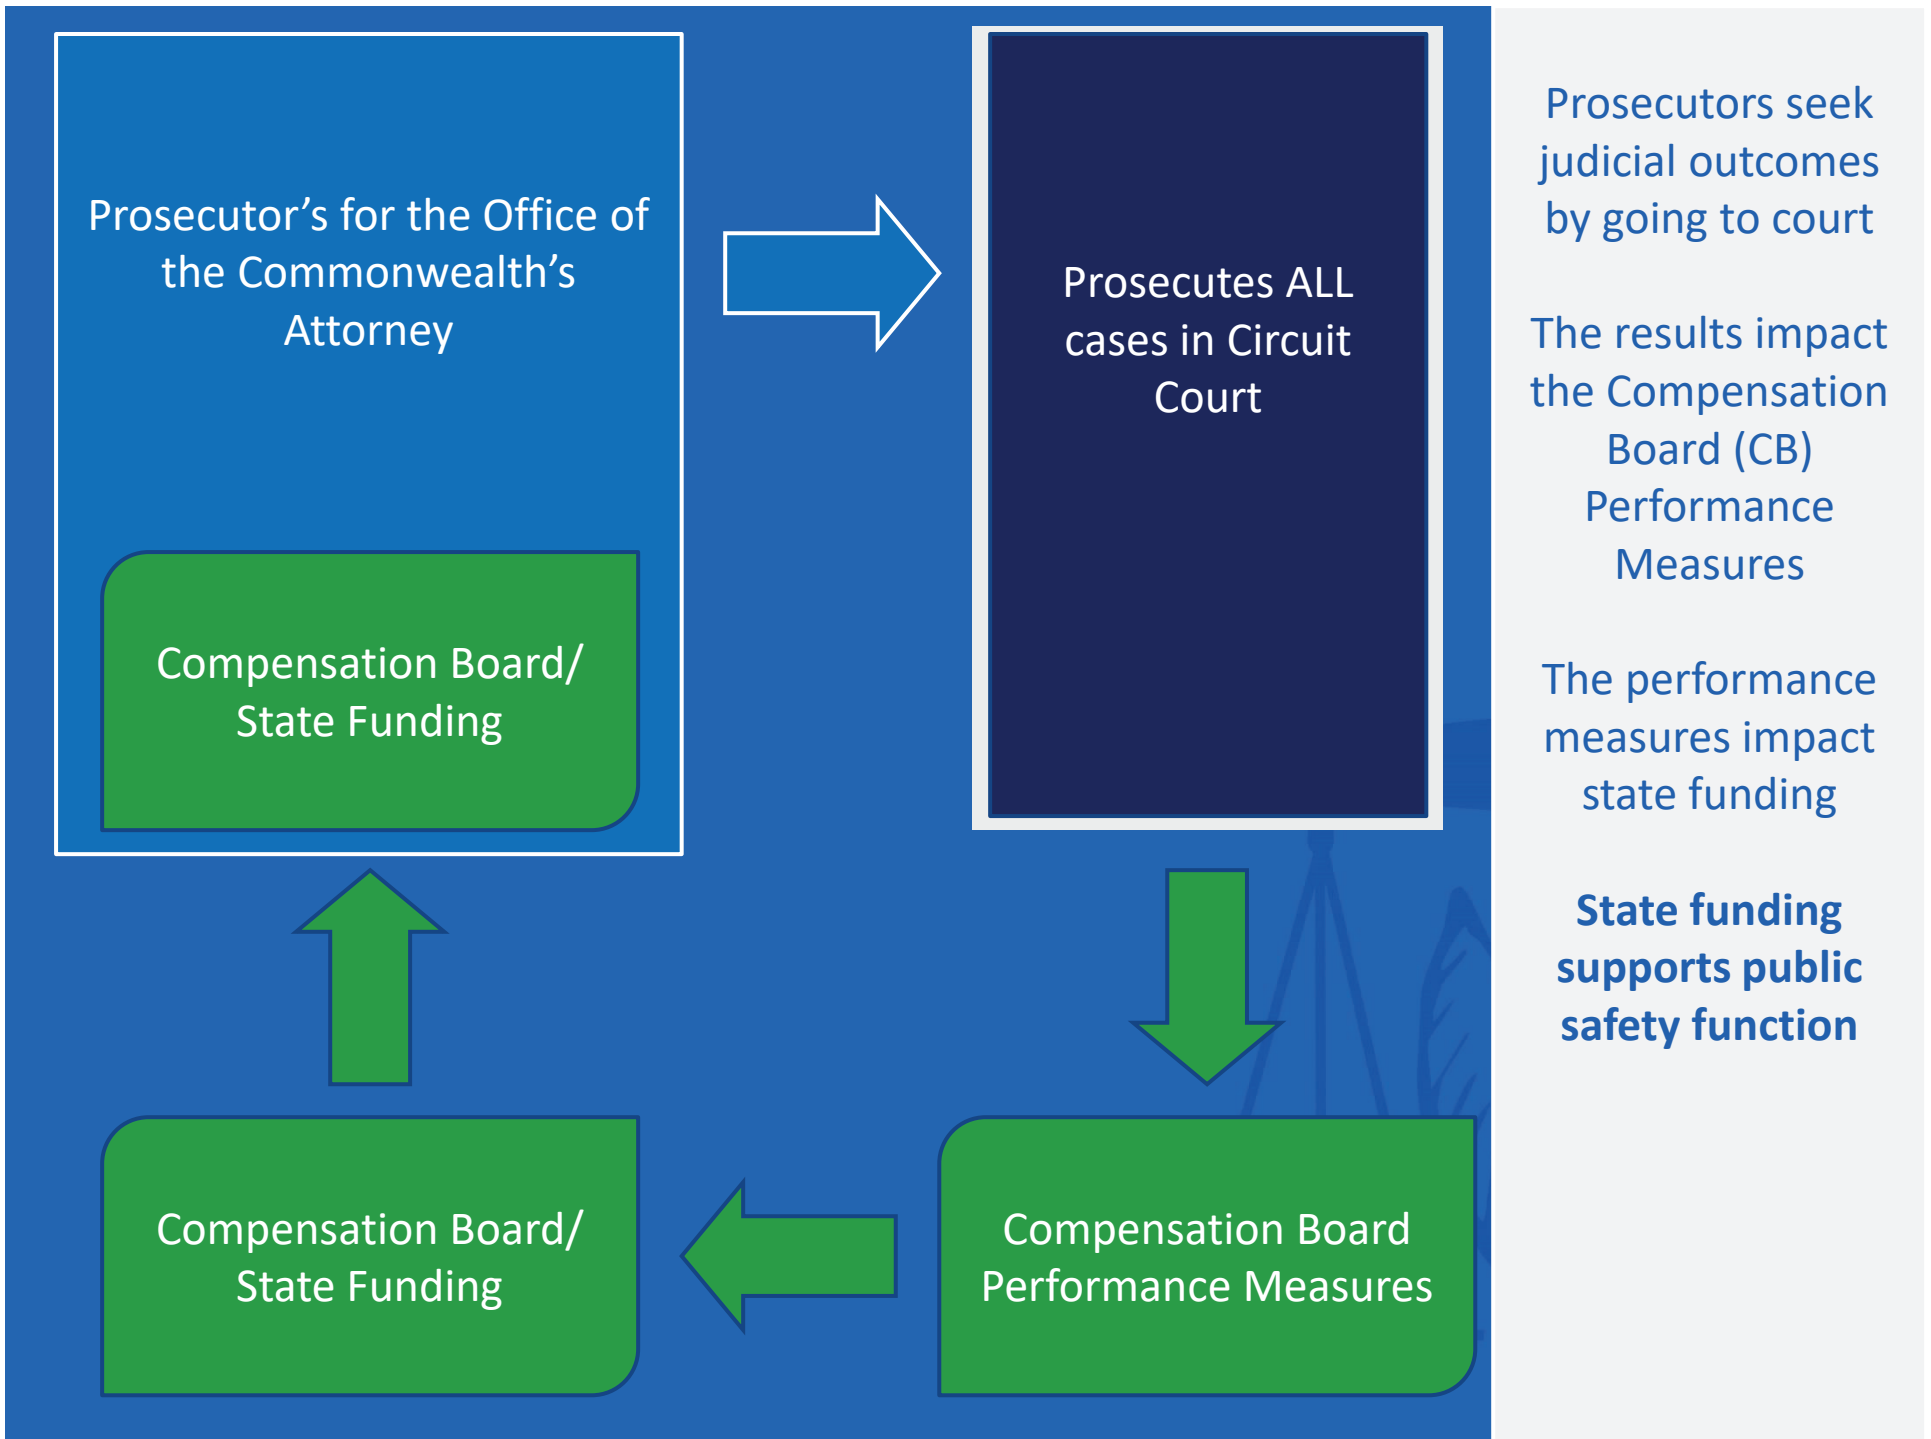 Prosecutor’s for the Office of
the Commonwealth’s
Attorney
Compensation Board/
State Funding
Prosecutes ALL
cases in Circuit
Court
Compensation Board/
State Funding
Compensation Board
Performance Measures
Prosecutors seek
judicial outcomes
by going to court
The results impact
the Compensation
Board (CB)
Performance
Measures
The performance
measures impact
state funding
State funding
supports public
safety function